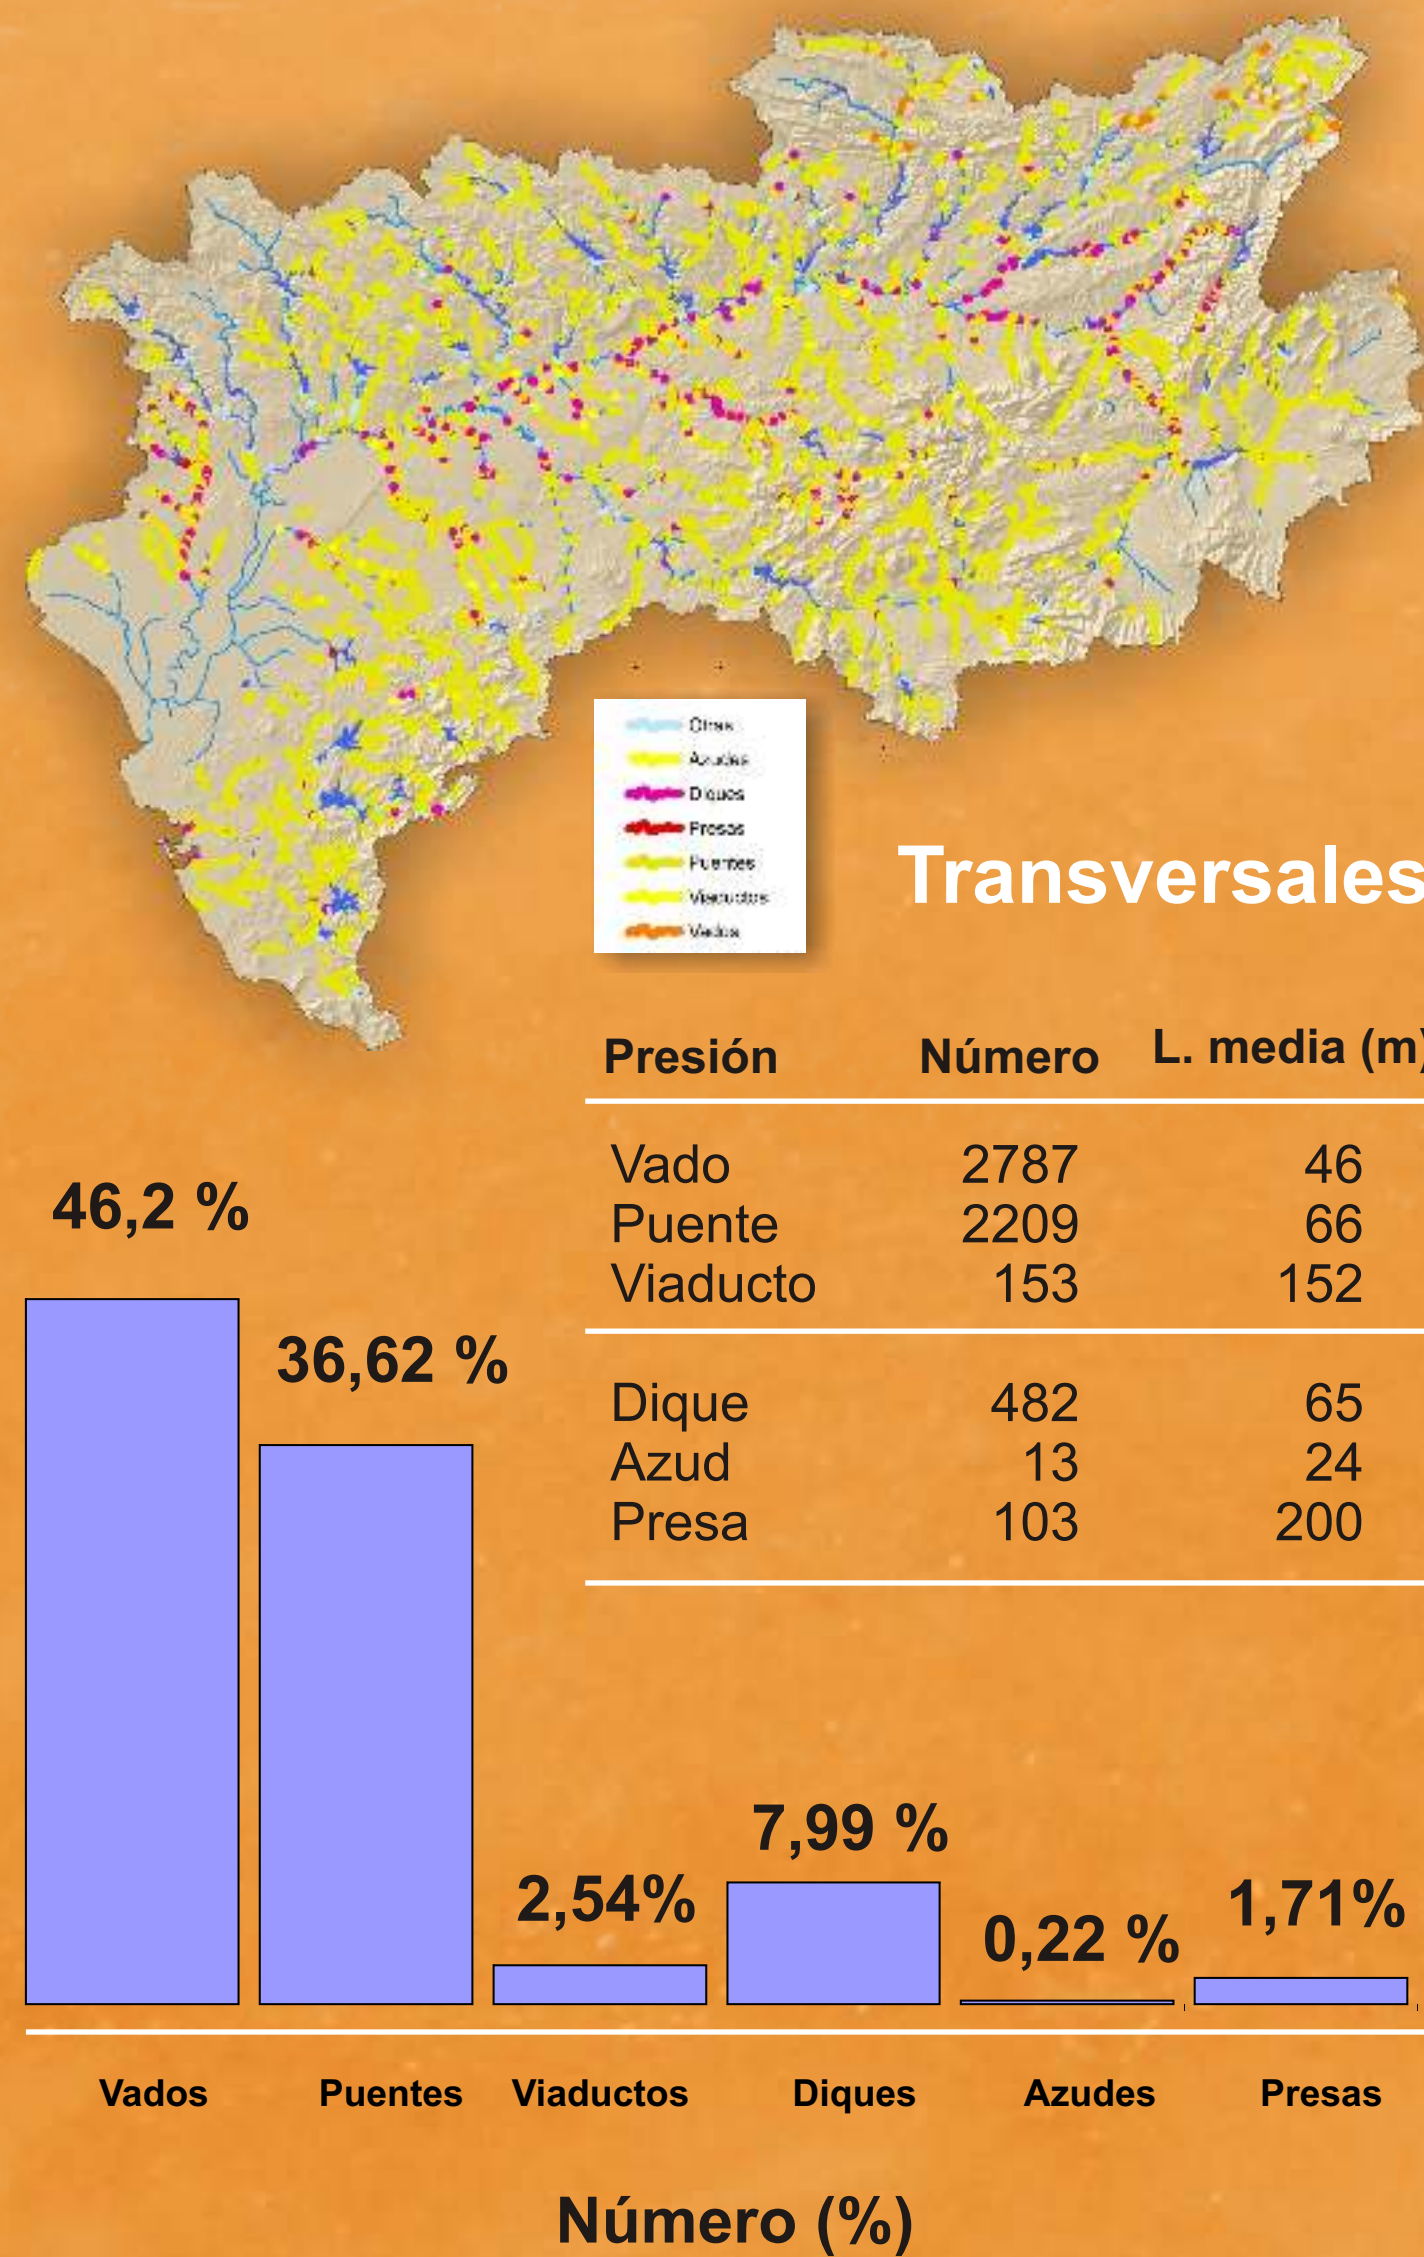 Otras
Azudes
Diques
Presas
Puentes
Viaductos
Vados
Transversales
Presión Número L. media (m)
Vado 2787 46
Puente 2209 66
Viaducto 153 152
Dique 482 65
Azud 13 24
Presa 103 200
46,2 %
36,62 %
2,54%
7,99 %
0,22 %
1,71%
Vados Puentes Viaductos Diques Azudes Presas
Número (%)